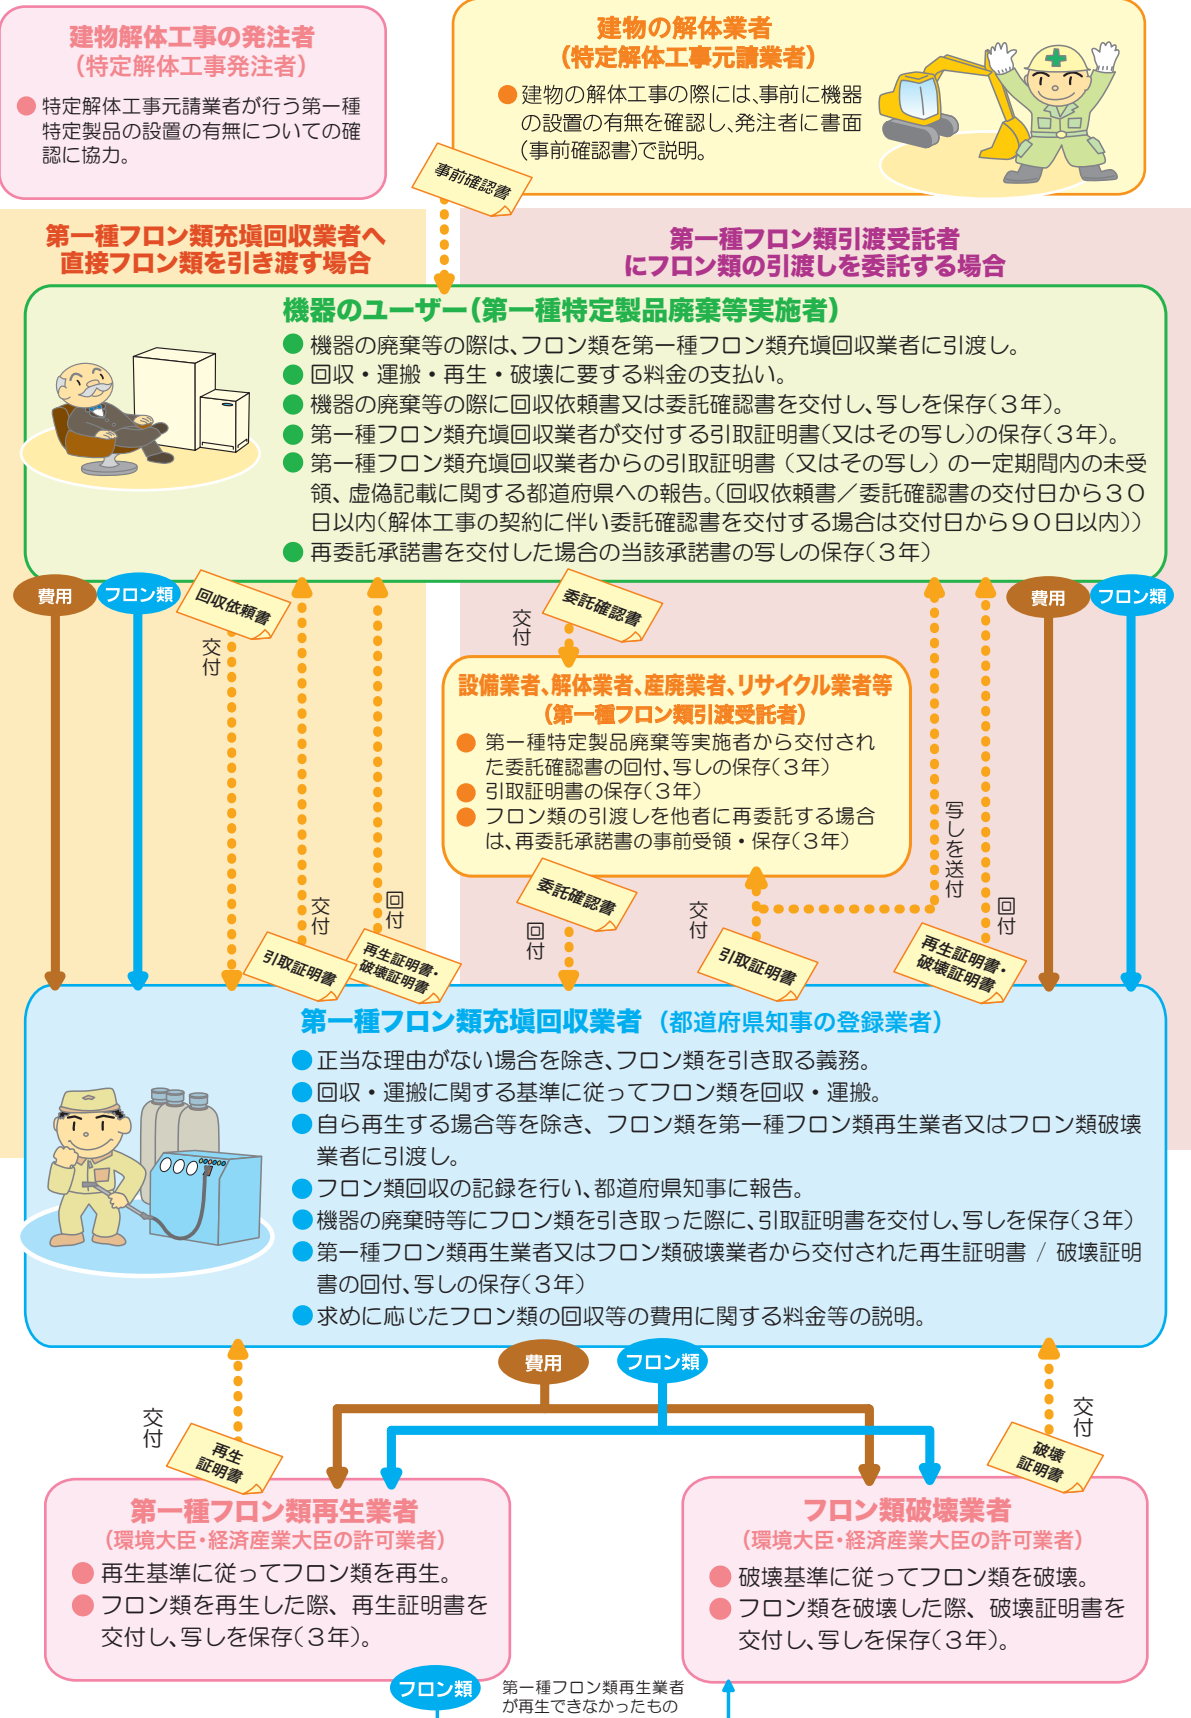 建物解体工事の発注者
（特定解体工事発注者）
● 特定解体工事元請業者が行う第一種
特定製品の設置の有無についての確
認に協力。
建物の解体業者
（特定解体工事元請業者）
● 建物の解体工事の際には、事前に機器
の設置の有無を確認し、発注者に書面
（事前確認書）で説明。
事前確認書
第一種フロン類充塡回収業者へ
直接フロン類を引き渡す場合
第一種フロン類引渡受託者
にフロン類の引渡しを委託する場合
機器のユーザー（第一種特定製品廃棄等実施者）
● 機器の廃棄等の際は、フロン類を第一種フロン類充塡回収業者に引渡し。
● 回収・運搬・再生・破壊に要する料金の支払い。
● 機器の廃棄等の際に回収依頼書又は委託確認書を交付し、写しを保存（３年）。
● 第一種フロン類充塡回収業者が交付する引取証明書（又はその写し）の保存（３年）。
● 第一種フロン類充塡回収業者からの引取証明書（又はその写し）の一定期間内の未受
領、虚偽記載に関する都道府県への報告。（回収依頼書／委託確認書の交付日から３０
日以内（解体工事の契約に伴い委託確認書を交付する場合は交付日から９０日以内））
● 再委託承諾書を交付した場合の当該承諾書の写しの保存（３年）
費用
フロン類
回収依頼書
交付
委託確認書
交付
費用
フロン類
設備業者、解体業者、産廃業者、リサイクル業者等
（第一種フロン類引渡受託者）
● 第一種特定製品廃棄等実施者から交付され
た委託確認書の回付、写しの保存（３年）
● 引取証明書の保存（３年）
● フロン類の引渡しを他者に再委託する場合
は、再委託承諾書の事前受領・保存（３年）
写しを送付
交付
引取証明書
回付
再生証明書・
破壊証明書
委託確認書
回付
交付
引取証明書
回付
再生証明書・
破壊証明書
第一種フロン類充塡回収業者（都道府県知事の登録業者）
● 正当な理由がない場合を除き、フロン類を引き取る義務。
● 回収・運搬に関する基準に従ってフロン類を回収・運搬。
● 自ら再生する場合等を除き、フロン類を第一種フロン類再生業者又はフロン類破壊
業者に引渡し。
● フロン類回収の記録を行い、都道府県知事に報告。
● 機器の廃棄時等にフロン類を引き取った際に、引取証明書を交付し、写しを保存（３年）
● 第一種フロン類再生業者又はフロン類破壊業者から交付された再生証明書 / 破壊証明
書の回付、写しの保存（３年）
● 求めに応じたフロン類の回収等の費用に関する料金等の説明。
費用
フロン類
交付
再生
証明書
交付
破壊
証明書
第一種フロン類再生業者
（環境大臣・経済産業大臣の許可業者）
● 再生基準に従ってフロン類を再生。
● フロン類を再生した際、再生証明書を
交付し、写しを保存（３年）。
フロン類破壊業者
（環境大臣・経済産業大臣の許可業者）
● 破壊基準に従ってフロン類を破壊。
● フロン類を破壊した際、破壊証明書を
交付し、写しを保存（３年）。
フロン類
第一種フロン類再生業者
が再生できなかったもの